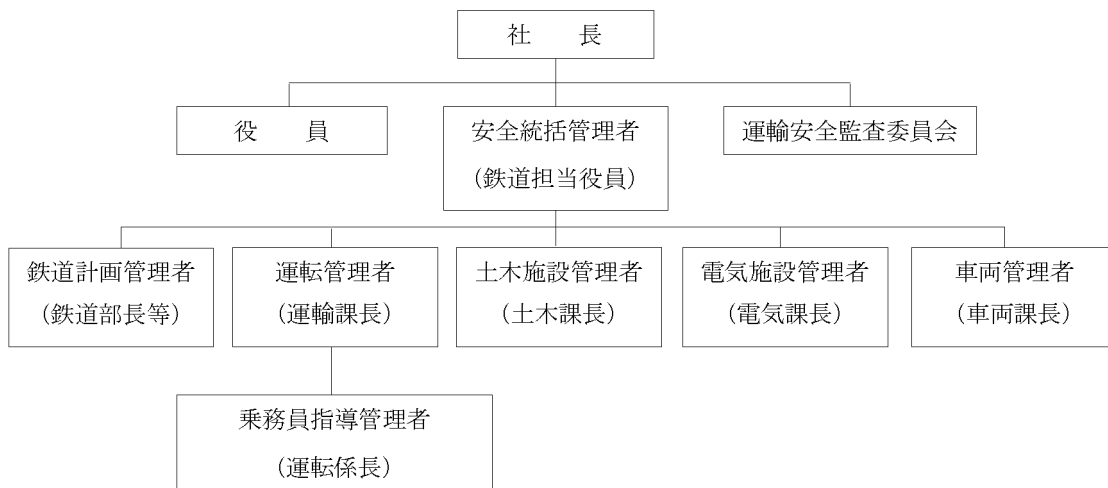 社　　長
役　　員
安全統括管理者
（鉄道担当役員）
運輸安全監査委員会
鉄道計画管理者
（鉄道部長等）
運転管理者
（運輸課長）
土木施設管理者
（土木課長）
電気施設管理者
（電気課長）
車両管理者
（車両課長）
乗務員指導管理者
（運転係長）